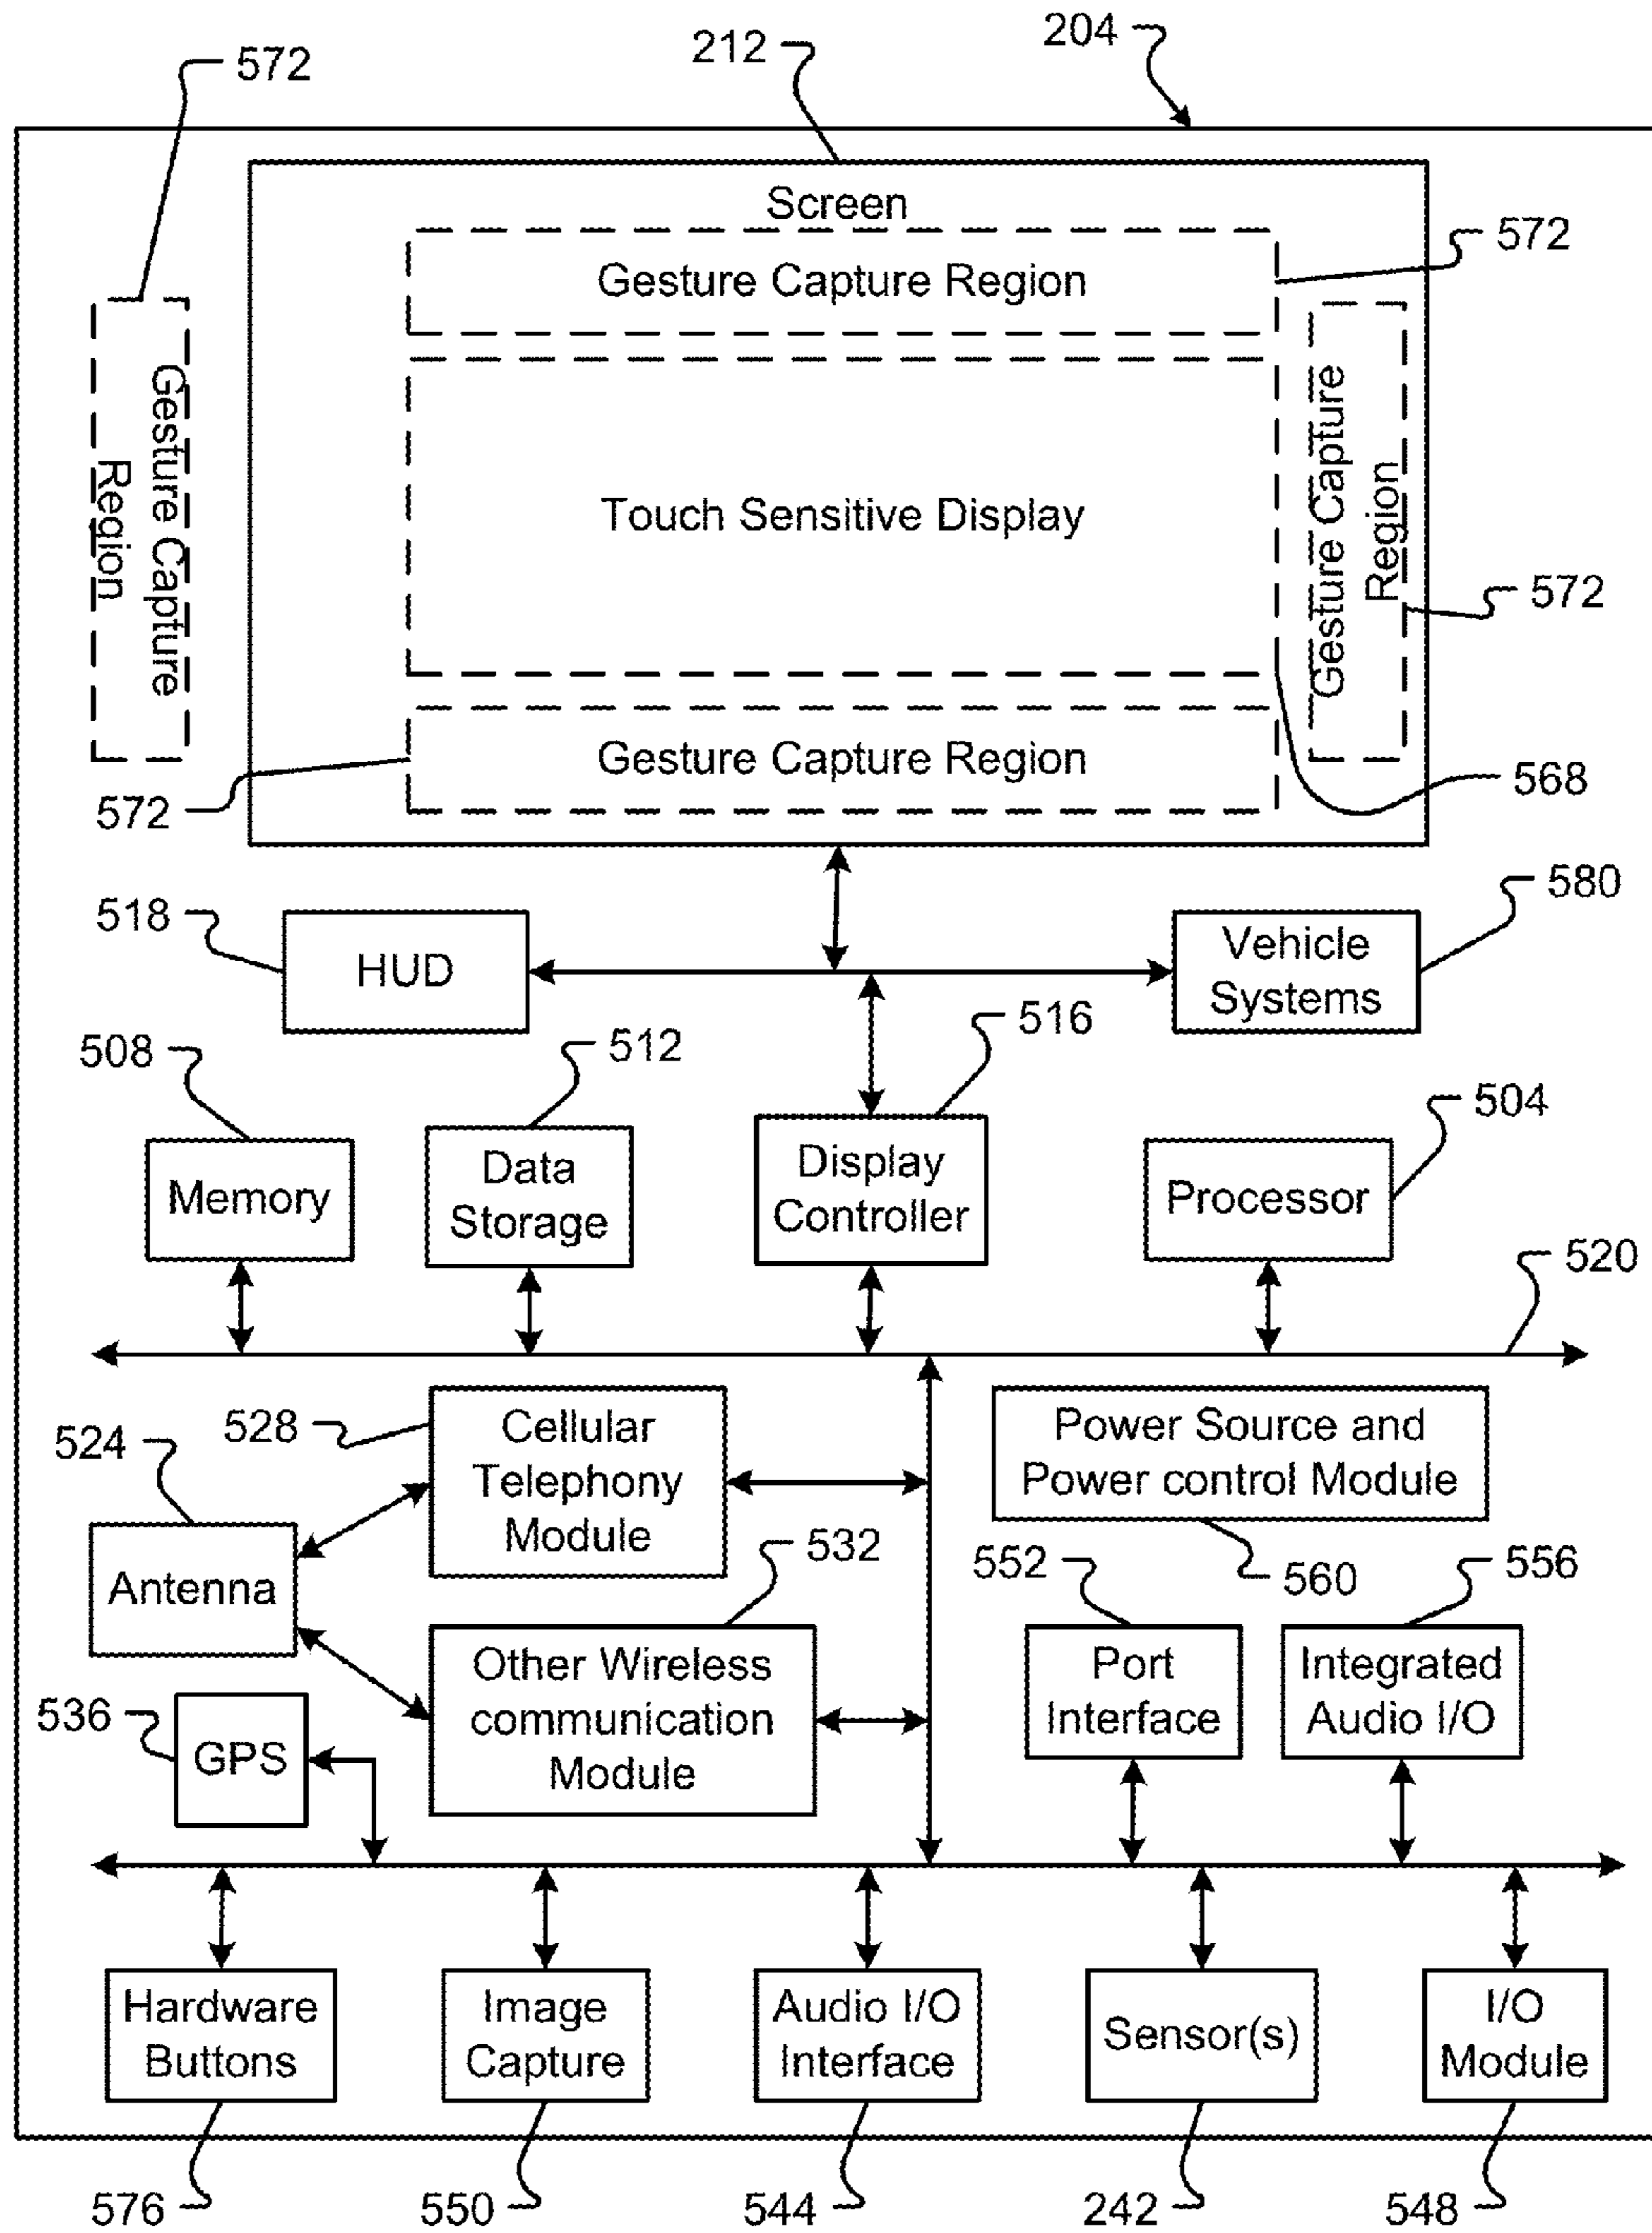 204
212
572
Screen
572
Gesture Capture Region
Gesture Capture
Region
Touch Sensitive Display
Gesture Capture
Region
572
Gesture Capture Region
568
572
580
518
HUD
Vehicle
Systems
516
508
512
504
Memory
Data
Storage
Display
Controller
Processor
520
528
Cellular
Telephony
Module
Power Source and
Power control Module
524
532
552
560
556
Antenna
Other Wireless
communication
Module
Port
Interface
Integrated
Audio I/O
536
GPS
Hardware
Buttons
Image
Capture
Audio I/O
Interface
Sensor(s)
I/O
Module
576
550
544
242
548